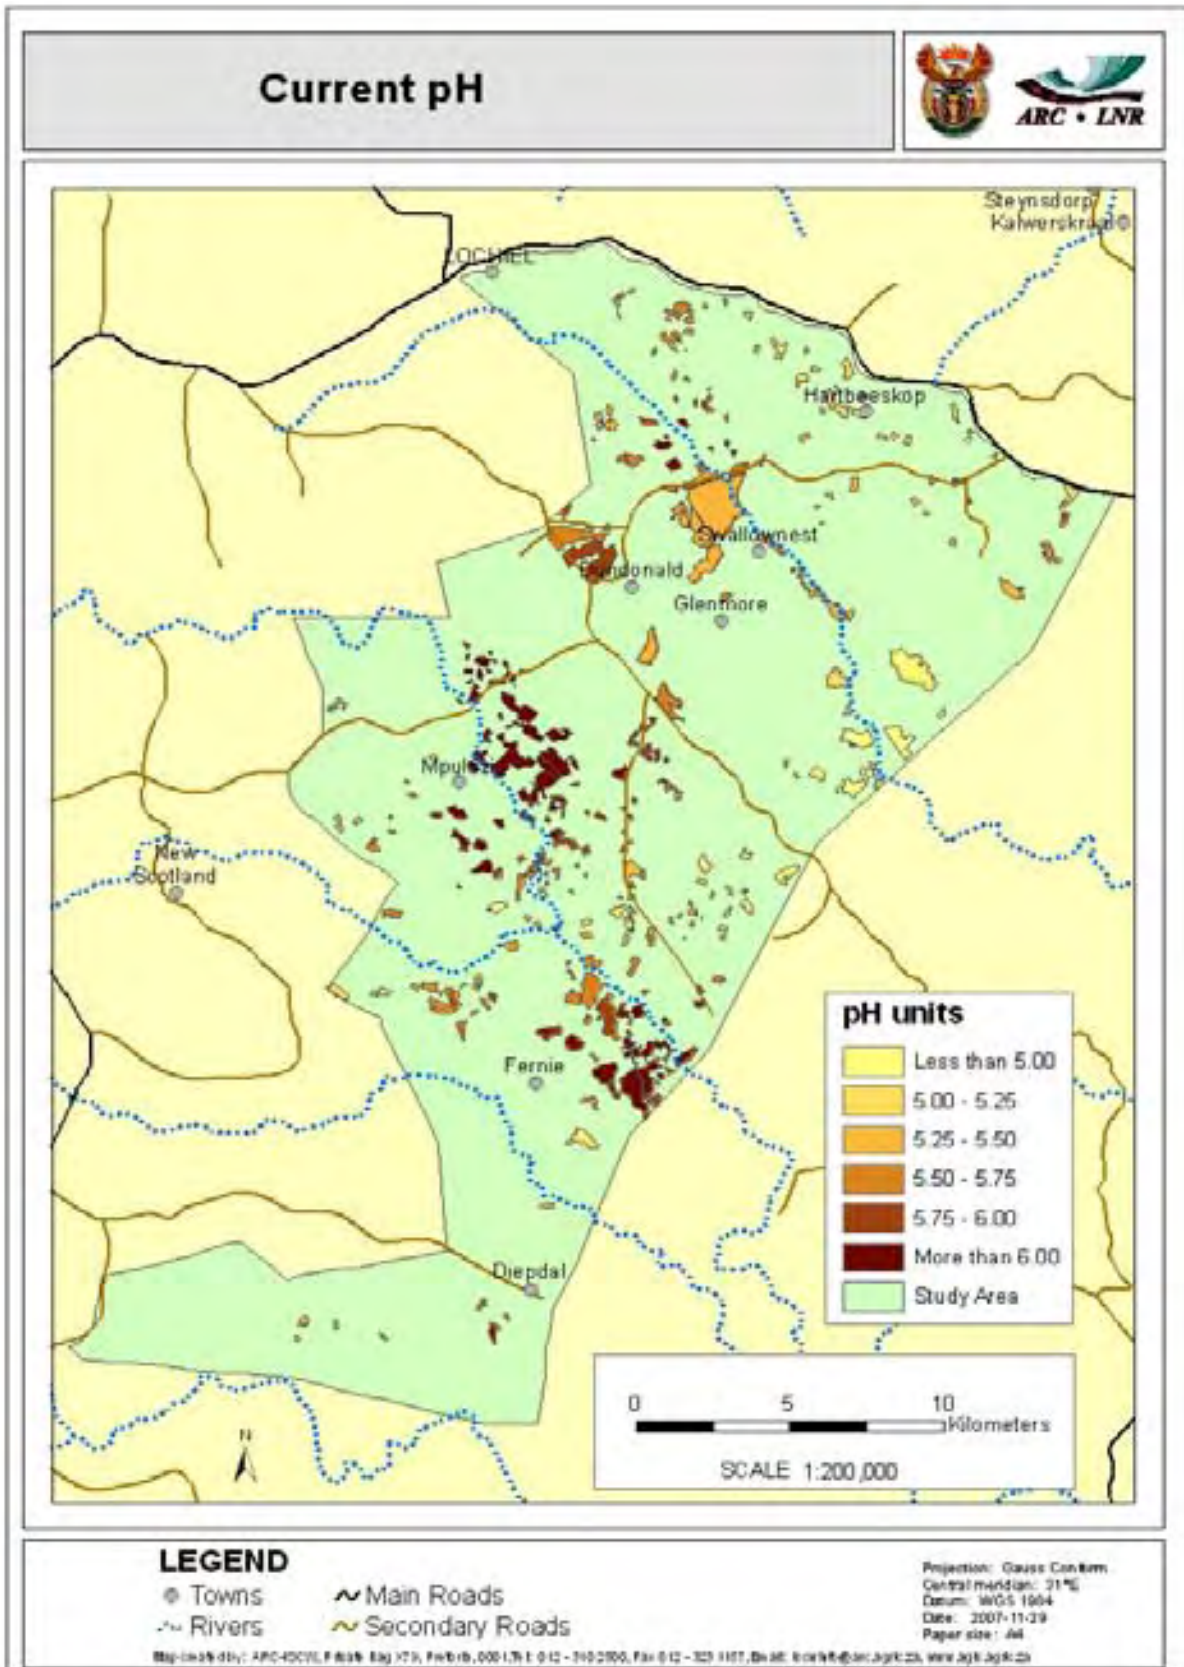 Current pH
ARC • LNR
Steynsdorp
Kalwerskraal
LOCHIEL
Hartbeeskop
Swallownest
Dundonald
Glenmore
New
Scotland
Fernie
Diepdal
pH units
Less than 5.00
5.00 - 5.25
5.25 - 5.50
5.50 - 5.75
5.75 - 6.00
More than 6.00
Study Area
0 5 10
Kilometers
SCALE 1:200,000
N
LEGEND
Towns
Main Roads
Rivers
Secondary Roads
Projection: Gauss Conform
Central meridian: 31°E
Datum: WGS 1984
Date: 2007-11-29
Paper size: A4